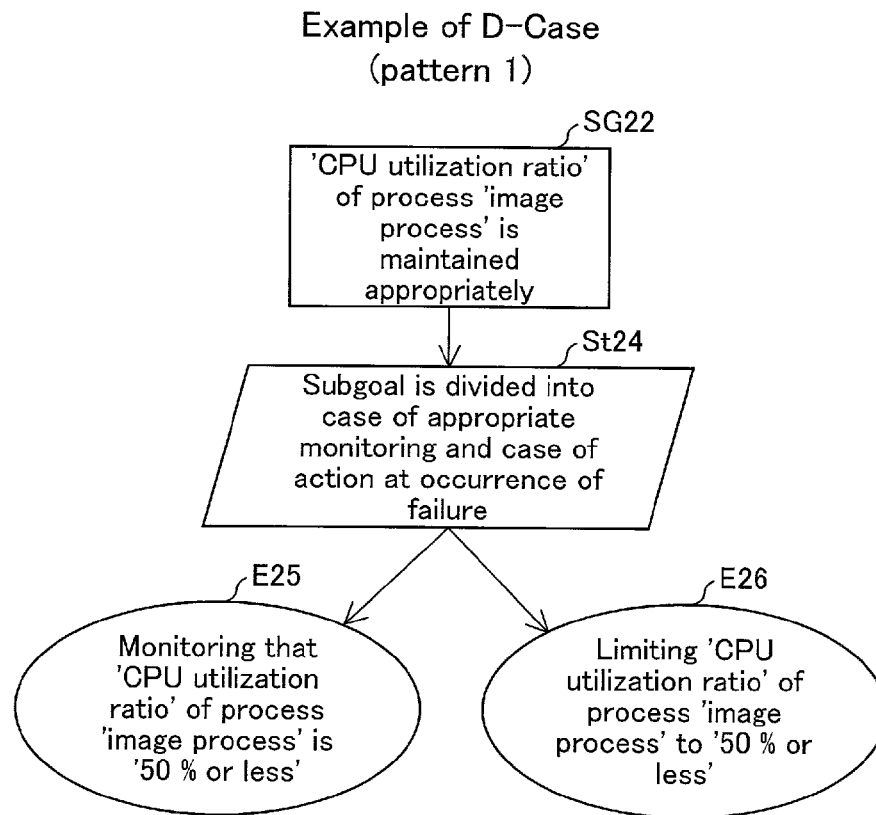 Example of D-Case
(pattern 1)
SG22
'CPU utilization ratio'
of process 'image
process' is
maintained
appropriately
St24
Subgoal is divided into
case of appropriate
monitoring and case of
action at occurrence of
failure
E25
Monitoring that
'CPU utilization
ratio' of process
'image process' is
'50 % or less'
E26
Limiting 'CPU
utilization ratio' of
process 'image
process' to '50 % or
less'